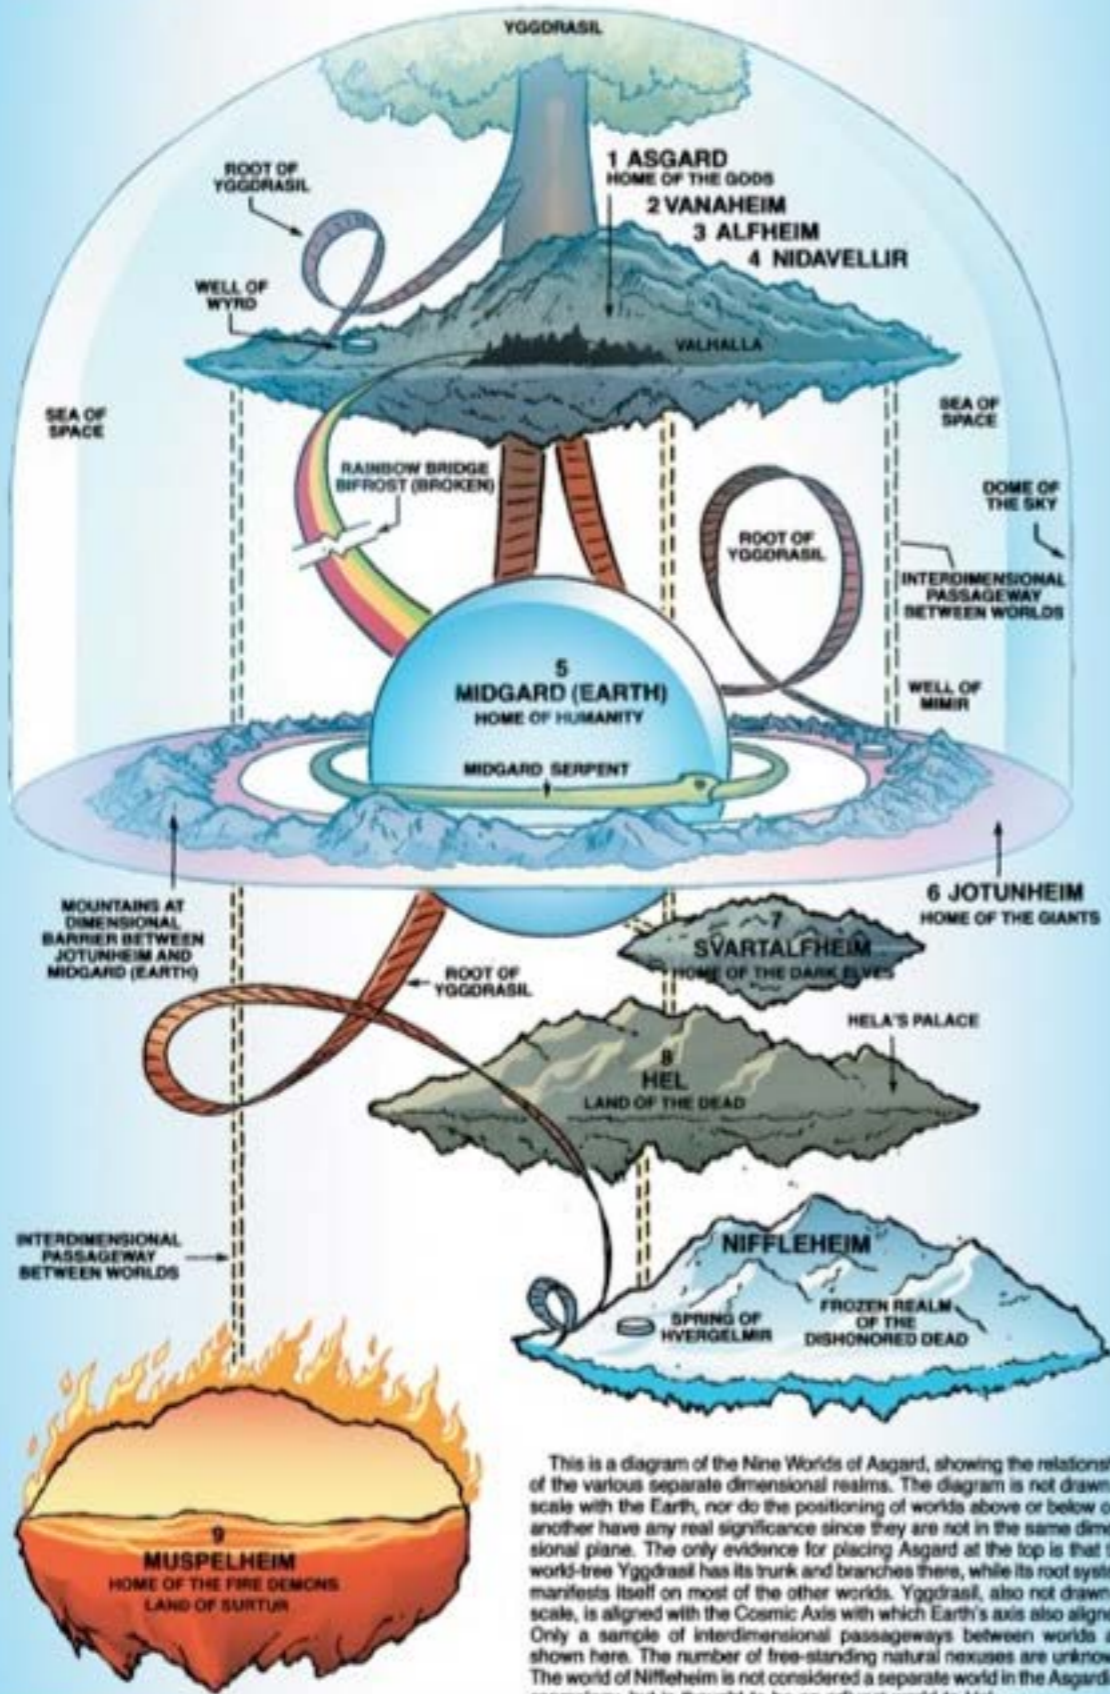 YGGDRASIL
ROOT OF
YGGDRASIL
1 ASGARD
HOME OF THE GODS
2 VANAHEIM
3 ALFHEIM
4 NIDAVELLIR
WELL OF
WYRD
VALHALLA
SEA OF
SPACE
SEA OF
SPACE
RAINBOW BRIDGE
BIFROST (BROKEN)
DOME OF
THE SKY
ROOT OF
YGGDRASIL
INTERDIMENSIONAL
PASSAGEWAY
BETWEEN WORLDS
5
MIDGARD (EARTH)
HOME OF HUMANITY
WELL OF
MIMIR
MIDGARD SERPENT
MOUNTAINS AT
DIMENSIONAL
BARRIER BETWEEN
JOTUNHEIM AND
MIDGARD (EARTH)
6 JOTUNHEIM
HOME OF THE GIANTS
7
SVARTALFHEIM
HOME OF THE DARK ELVES
ROOT OF
YGGDRASIL
HELA'S PALACE
8
HEL
LAND OF THE DEAD
INTERDIMENSIONAL
PASSAGEWAY
BETWEEN WORLDS
NIFFLEHEIM
SPRING OF
HVERGELMIR
FROZEN REALM
OF THE
DISHONORED DEAD
9
MUSPELHEIM
HOME OF THE FIRE DEMONS
LAND OF SURTUR
This is a diagram of the Nine Worlds of Asgard, showing the
of the various separate dimensional realms. The diagram is not drawn
scale with the Earth, nor do the positioning of worlds above or below
another have any real significance since they are not in the same
sional plane. The only evidence for placing Asgard at the top is that
world-tree Yggdrasil has its trunk and branches there, while its root
manifests itself on most of the other worlds. Yggdrasil, also not drawn
scale, is aligned with the Cosmic Axis with which Earth's axis also
Only a sample of interdimensional passageways between worlds
shown here. The number of free-standing natural nexuses are
The world of Niffleheim is not considered a separate world in the